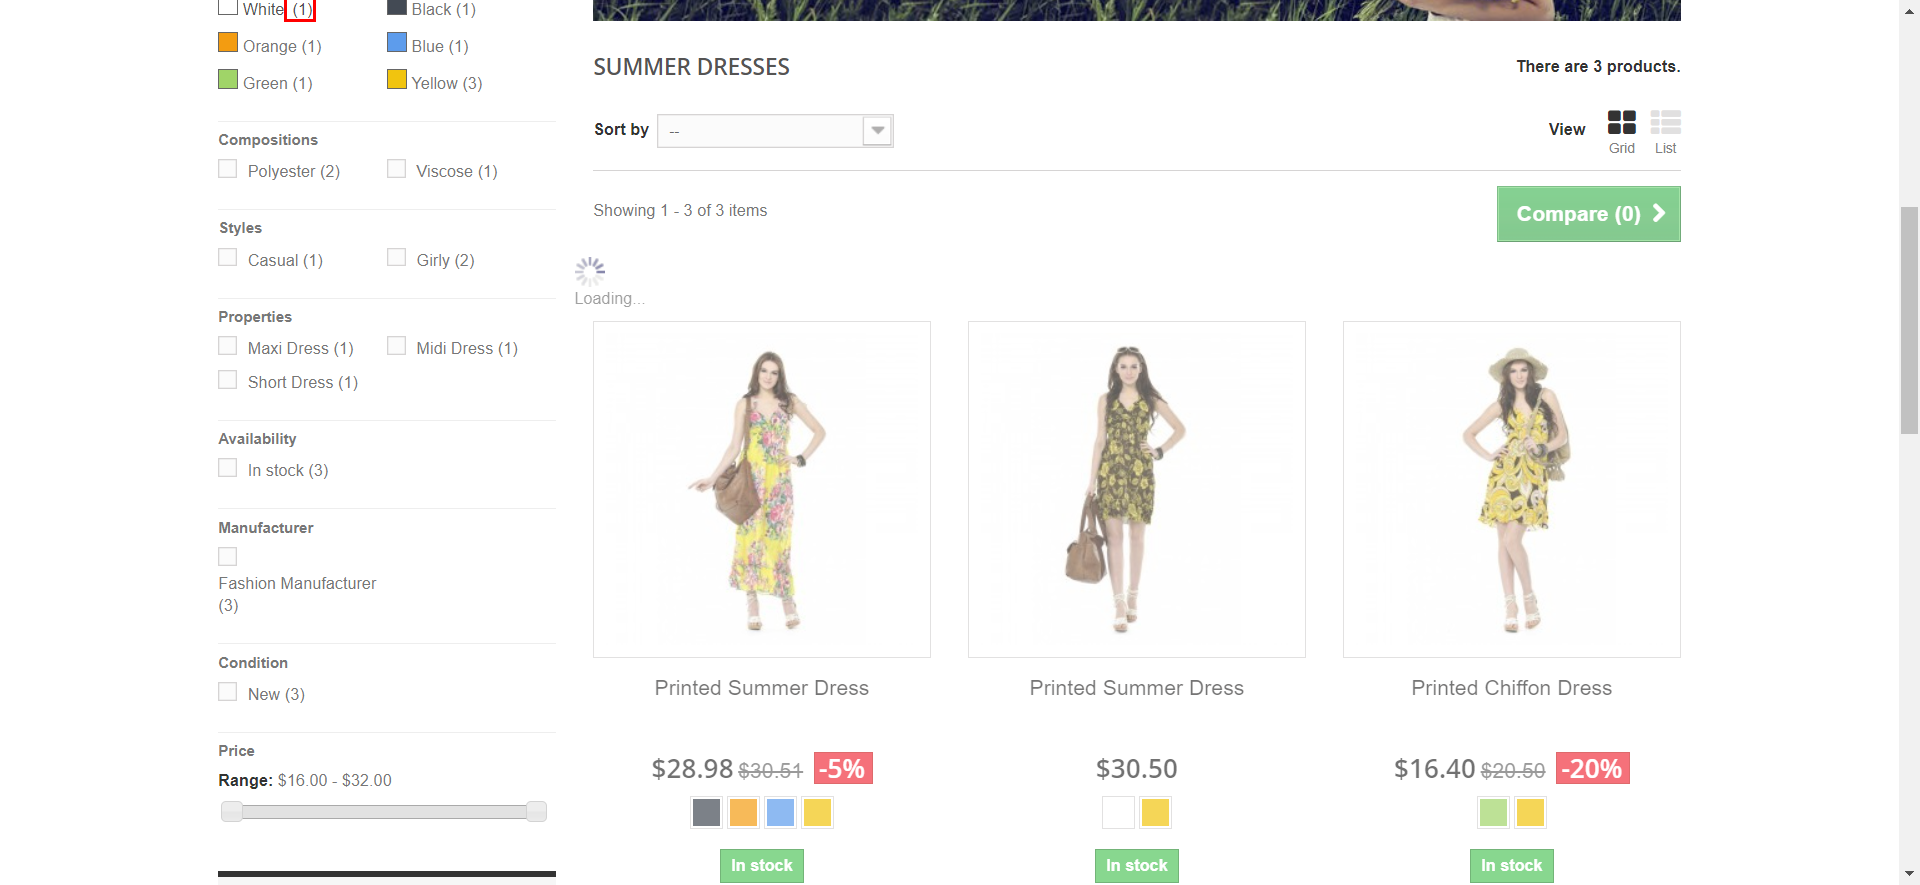 White (1)
Black (1)
Orange (1)
Blue (1)
Green (1)
Yellow (3)
Compositions
Polyester (2)
Viscose (1)
Styles
Casual (1)
Girly (2)
Properties
Maxi Dress (1)
Midi Dress (1)
Short Dress (1)
Availability
In stock (3)
Manufacturer
Fashion Manufacturer
(3)
Condition
New (3)
Price
Range: $16.00 - $32.00
SUMMER DRESSES
There are 3 products.
Sort by
--
View
Grid
List
Showing 1 - 3 of 3 items
Compare (0)
Loading...
Printed Summer Dress
$28.98 $30.51 -5%
In stock
Printed Summer Dress
$30.50
In stock
Printed Chiffon Dress
$16.40 $20.50 -20%
In stock